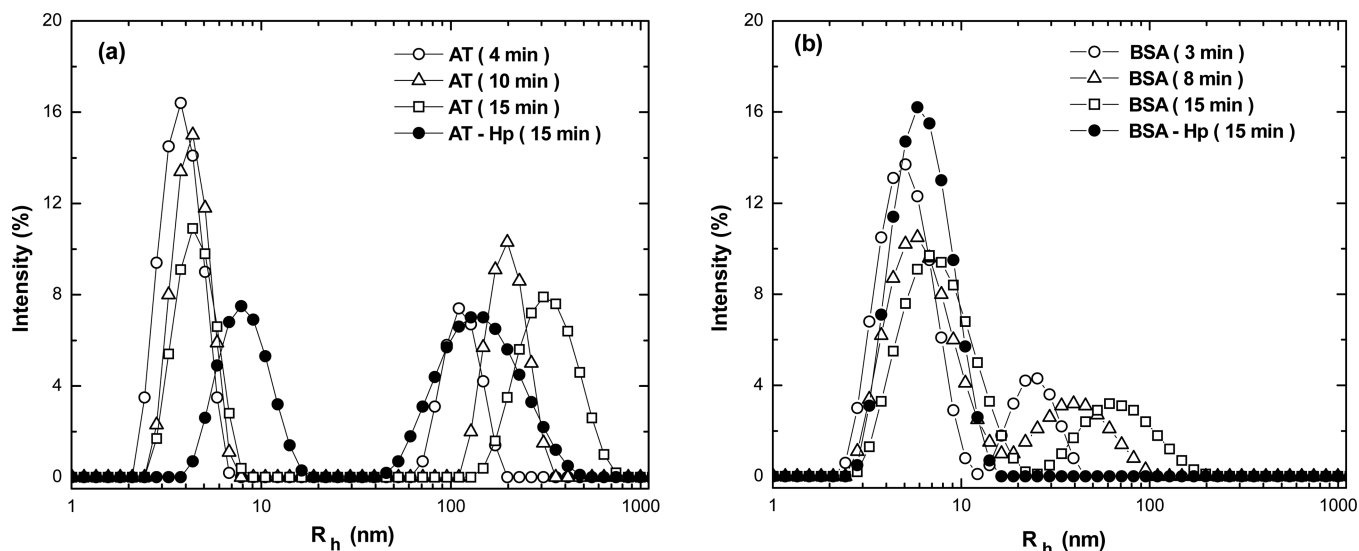 (a)
AT ( 4 min )
AT ( 10 min )
AT ( 15 min )
AT - Hp ( 15 min )
20
16
12
8
4
0
Intensity (%)
1
10
100
1000
R h (nm)
(b)
BSA ( 3 min )
BSA ( 8 min )
BSA ( 15 min )
BSA - Hp ( 15 min )
20
16
12
8
4
0
Intensity (%)
1
10
100
1000
R h (nm)